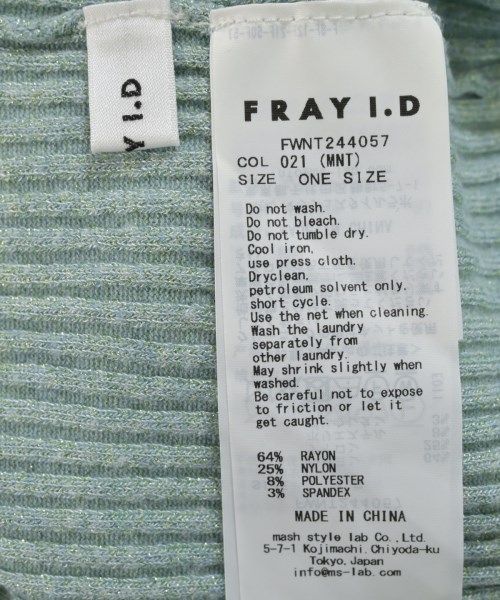 Y I.D
FRAY I.D
FWNT244057
COL 021 (MNT)
SIZE ONE SIZE
Do not wash.
Do not bleach.
Do not tumble dry.
Cool iron,
use press cloth.
Dryclean,
petroleum solvent only.
short cycle.
Use the net when cleaning.
Wash the laundry
separately from
other laundry.
May shrink slightly when
washed.
Be careful not to expose
to friction or let it
get caught.
64% RAYON
25% NYLON
8% POLYESTER
3% SPANDEX
MADE IN CHINA
mash style lab Co.,Ltd.
5-7-1 Kojimachi.Chiyoda-ku
Tokyo,Japan
info@ms-lab.com